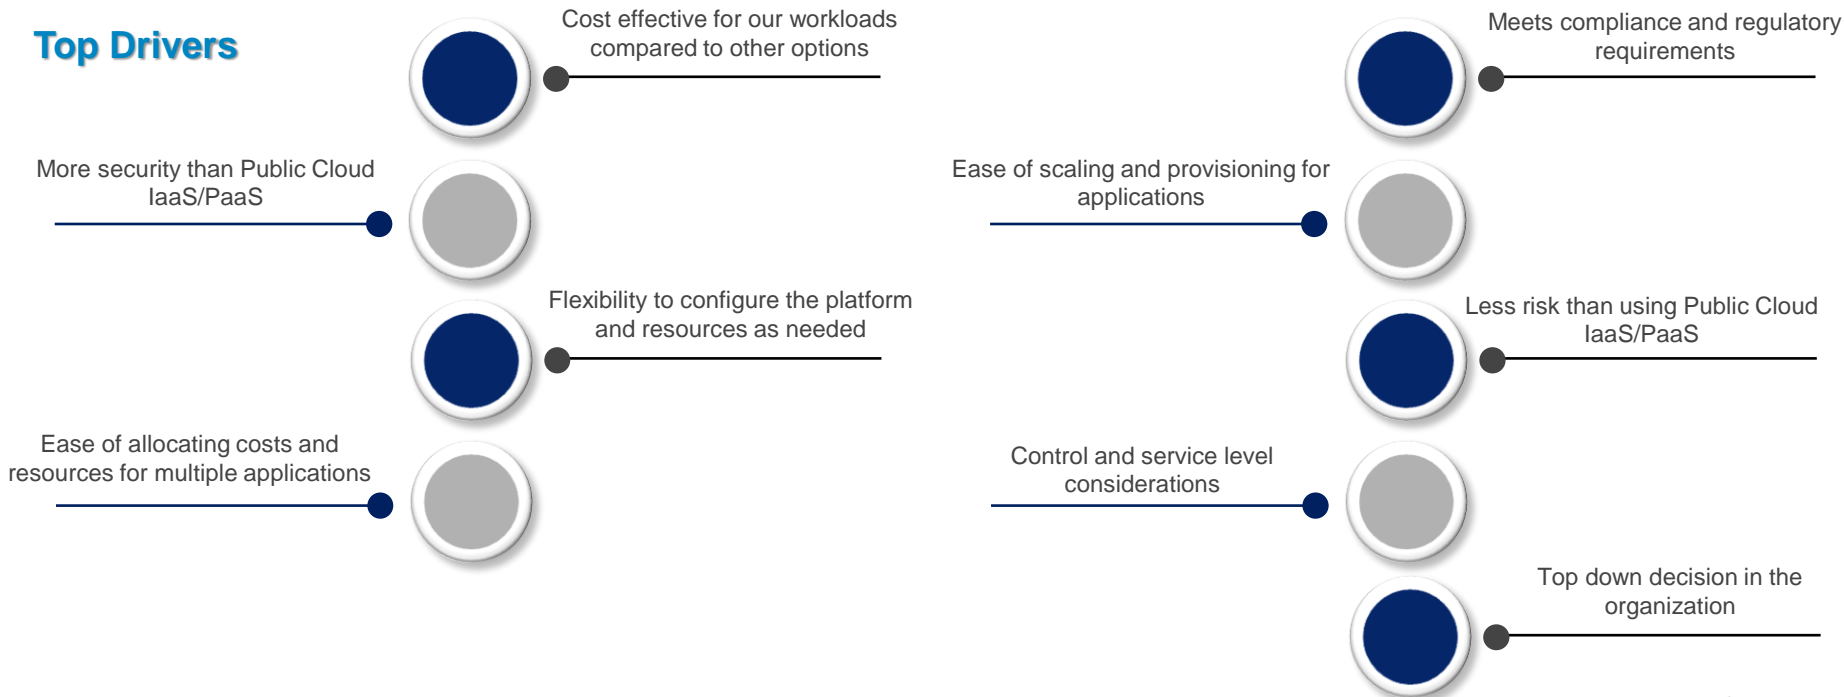 Top Drivers
Cost effective for our workloads
compared to other options
More security than Public Cloud
IaaS/PaaS
Flexibility to configure the platform
and resources as needed
Ease of allocating costs and
resources for multiple applications
Meets compliance and regulatory
requirements
Ease of scaling and provisioning for
applications
Less risk than using Public Cloud
IaaS/PaaS
Control and service level
considerations
Top down decision in the
organization